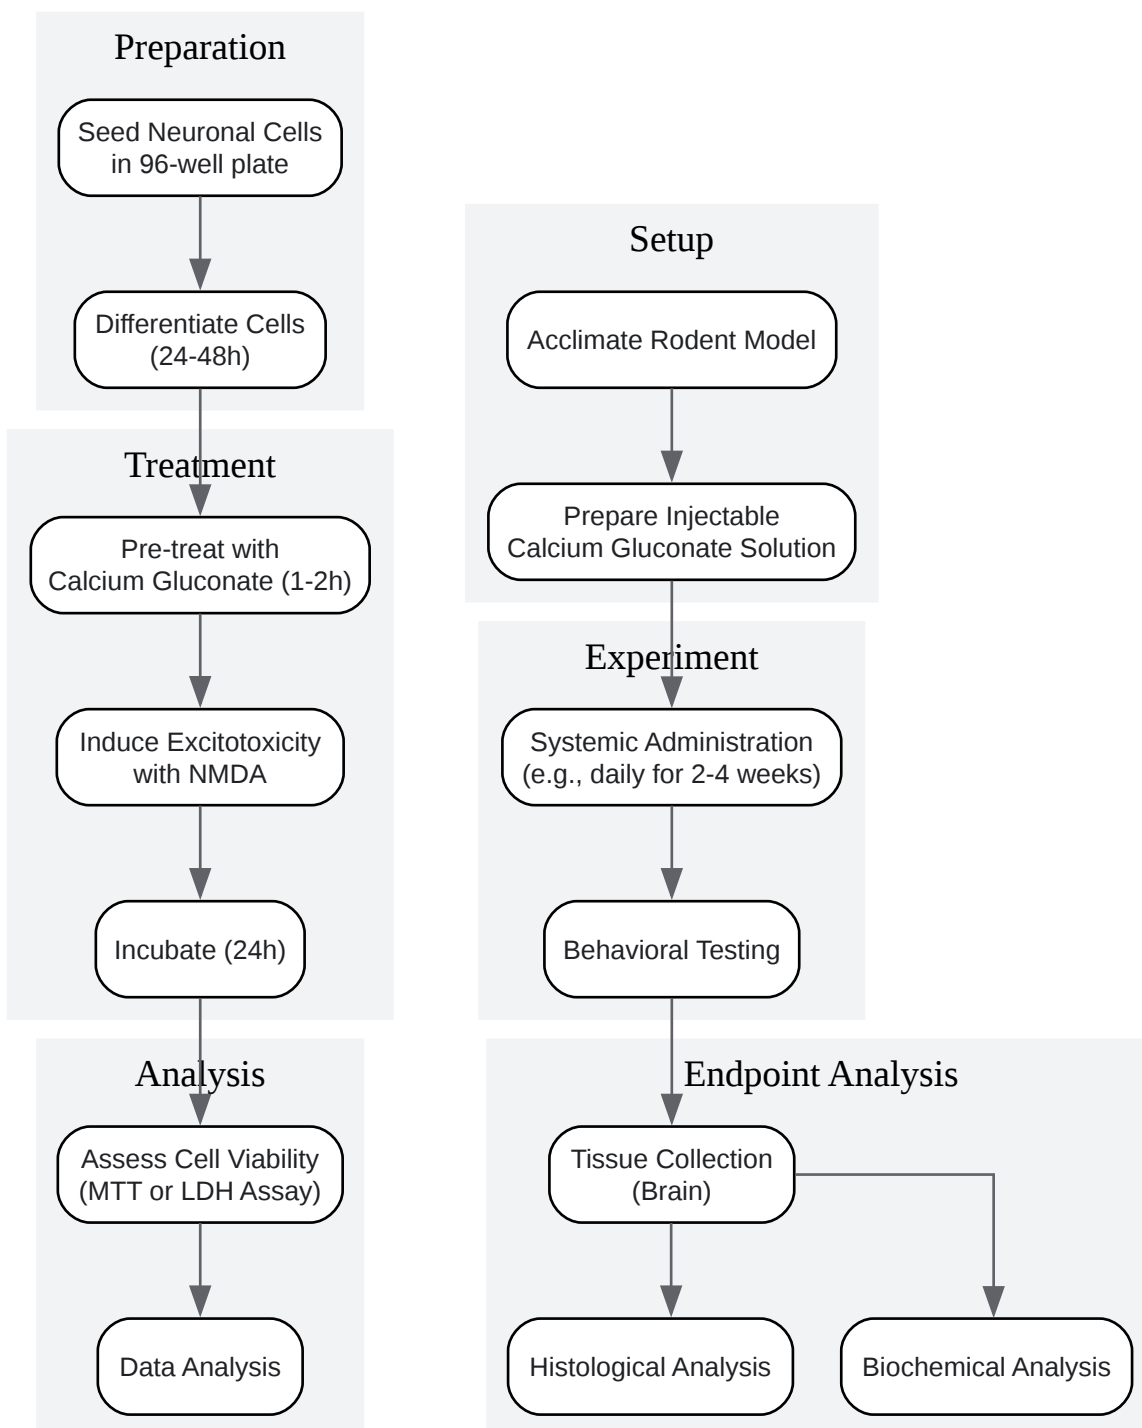 Preparation
Seed Neuronal Cells
in 96-well plate
Differentiate Cells
(24-48h)
Treatment
Pre-treat with
Calcium Gluconate (1-2h)
Induce Excitotoxicity
with NMDA
Incubate (24h)
Analysis
Assess Cell Viability
(MTT or LDH Assay)
Data Analysis
Setup
Acclimate Rodent Model
Prepare Injectable
Calcium Gluconate Solution
Experiment
Systemic Administration
(e.g., daily for 2-4 weeks)
Behavioral Testing
Endpoint Analysis
Tissue Collection
(Brain)
Histological Analysis
Biochemical Analysis